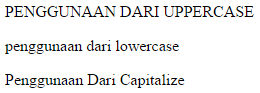 PENGGUNAAN DARI UPPERCASE
penggunaan dari lowercase
Penggunaan Dari Capitalize